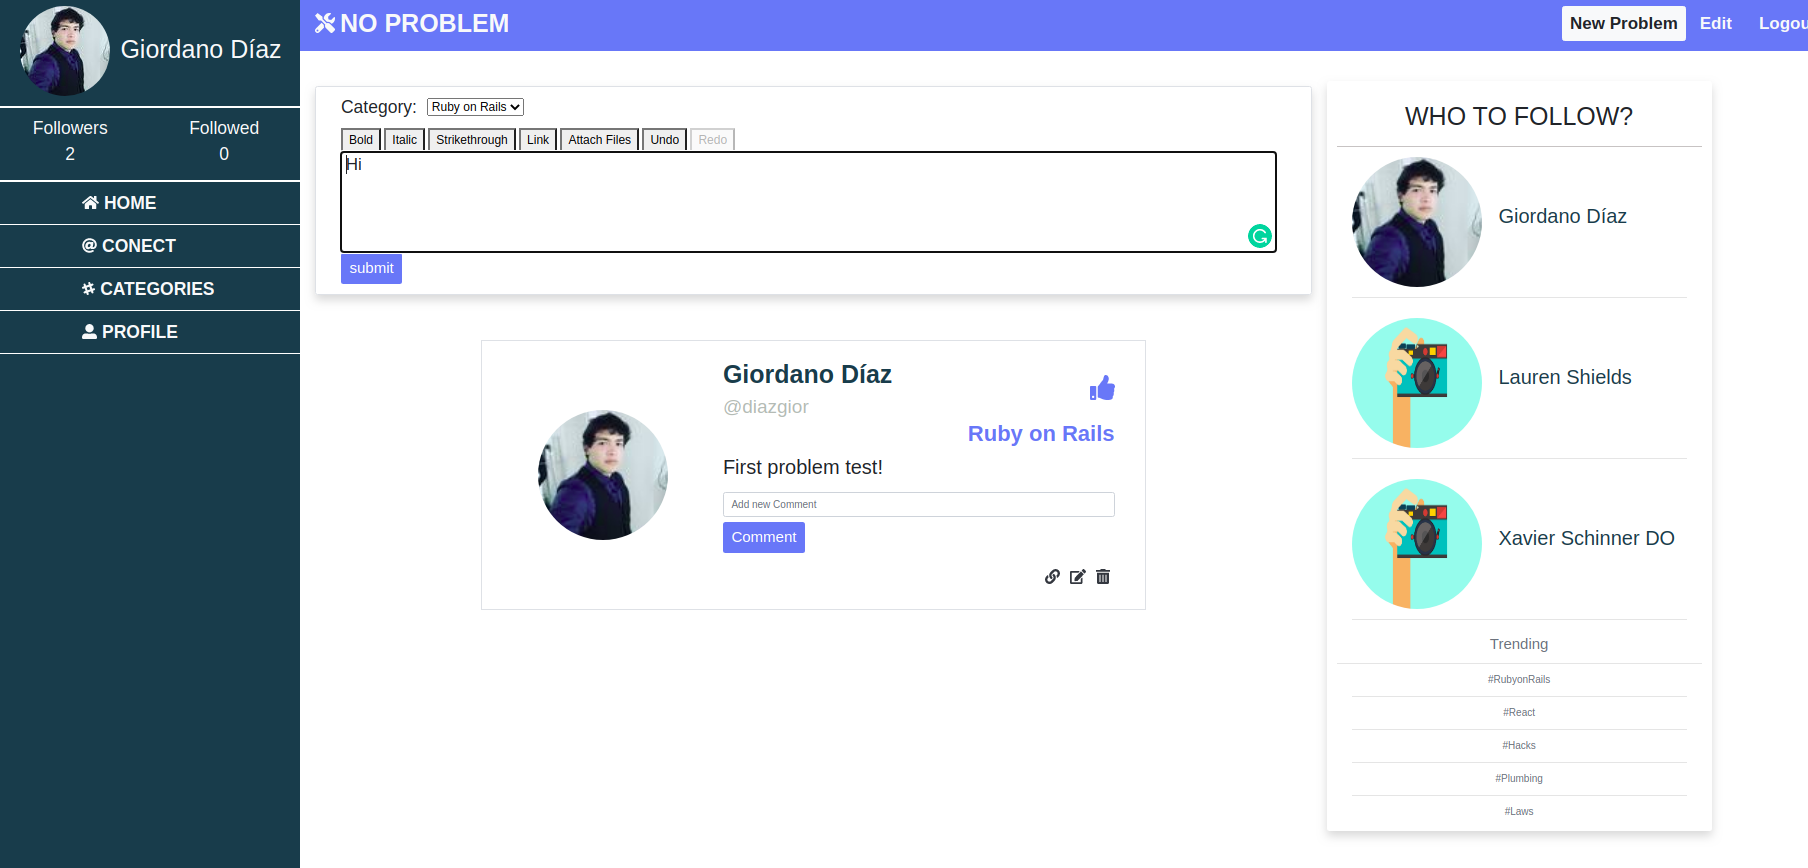 Giordano Díaz
Followers Followed
2 0
HOME
CONECT
CATEGORIES
PROFILE
NO PROBLEM
New Problem Edit Logou
Category: Ruby on Rails
Bold Italic Strikethrough Link Attach Files Undo Redo
Hi
submit
Giordano Díaz
@diazgior
Ruby on Rails
First problem test!
Add new Comment
Comment
WHO TO FOLLOW?
Giordano Díaz
Lauren Shields
Xavier Schinner DO
Trending
#RubyonRails
#React
#Hacks
#Plumbing
#Laws